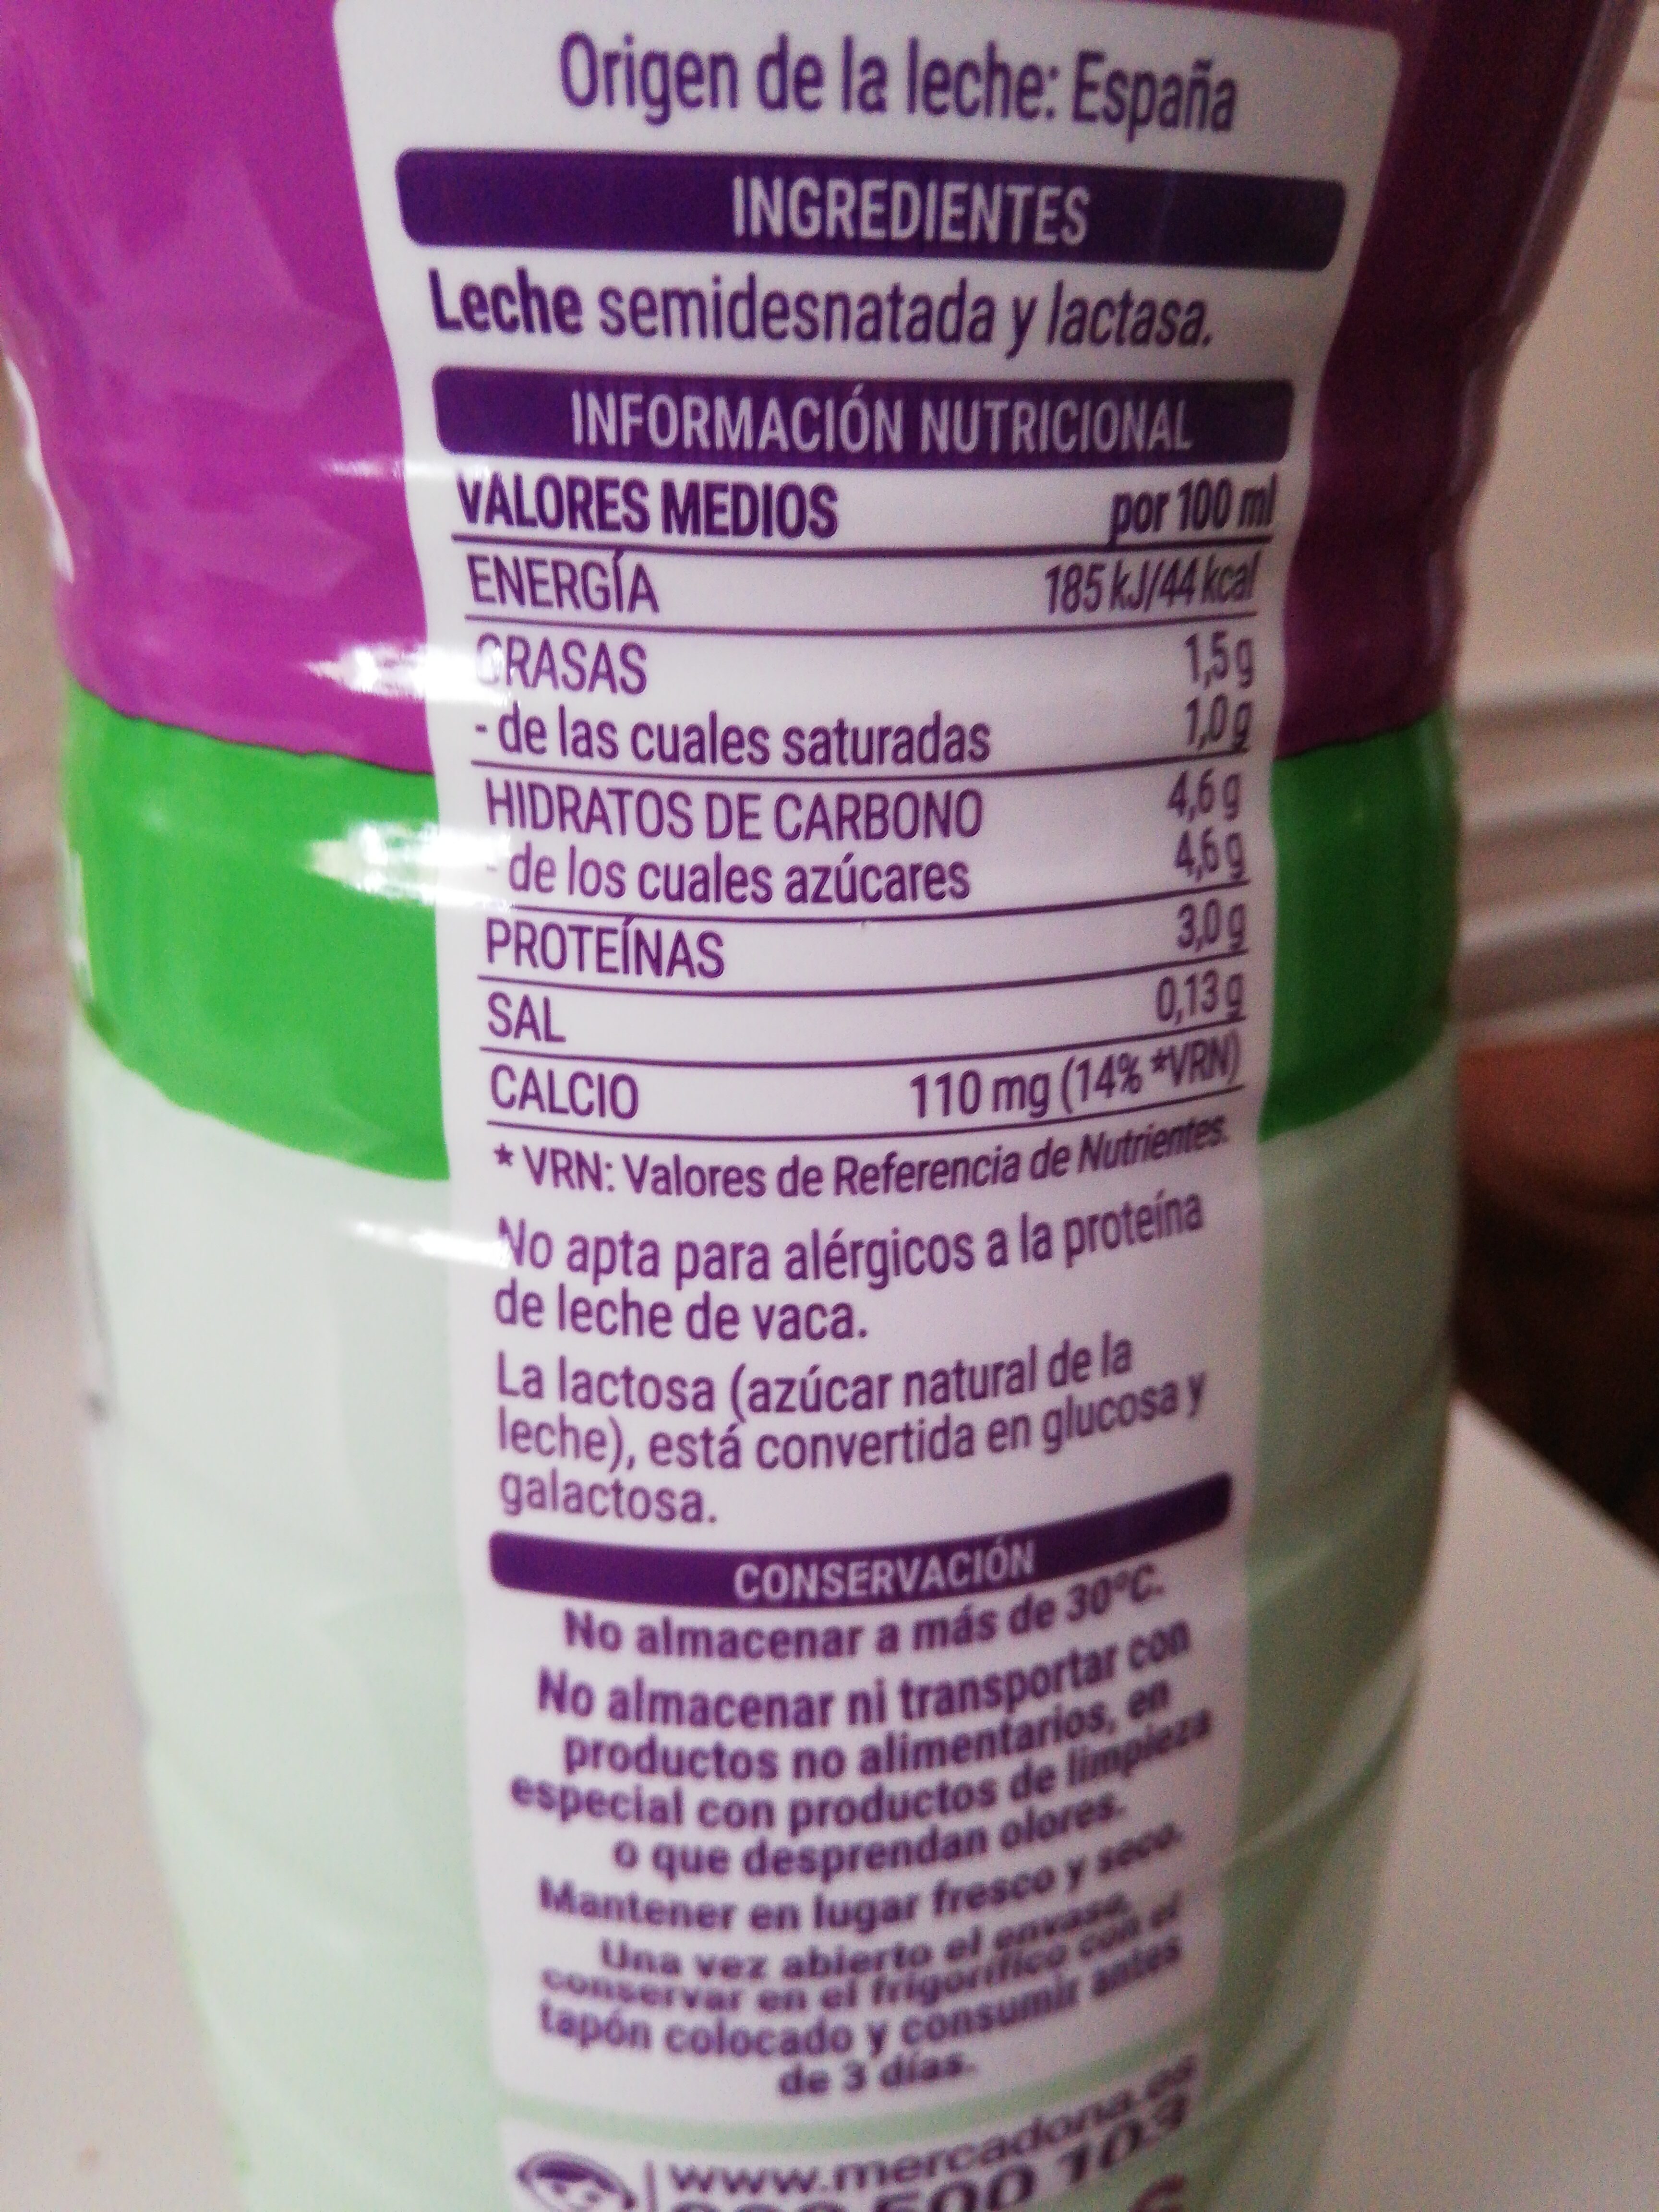 Origen de la leche: España
INGREDIENTES
Leche semidesnatada y lactasa.
INFORMACIÓN NUTRICIONAL
VALORES MEDIOS por 100 ml
ENERGÍA 185 kJ/44 kcal
GRASAS 1,5 g
- de las cuales saturadas 1,0 g
HIDRATOS DE CARBONO 4,6 g
- de los cuales azúcares 4,6 g
PROTEÍNAS 3,0 g
SAL 0,13 g
CALCIO 110 mg (14% *VRN)
* VRN: Valores de Referencia de Nutrientes.
No apta para alérgicos a la proteína
de leche de vaca.
La lactosa (azúcar natural de la
leche), está convertida en glucosa y
galactosa.
CONSERVACIÓN
No almacenar a más de 30ºC.
No almacenar ni transportar con
productos no alimentarios, en
especial con productos de limpieza
o que desprendan olores.
Mantener en lugar fresco y seco.
Una vez abierto el envase,
conservar en el frigorífico con el
tapón colocado y consumir antes
de 3 días.
www.mercadona.es
500 103